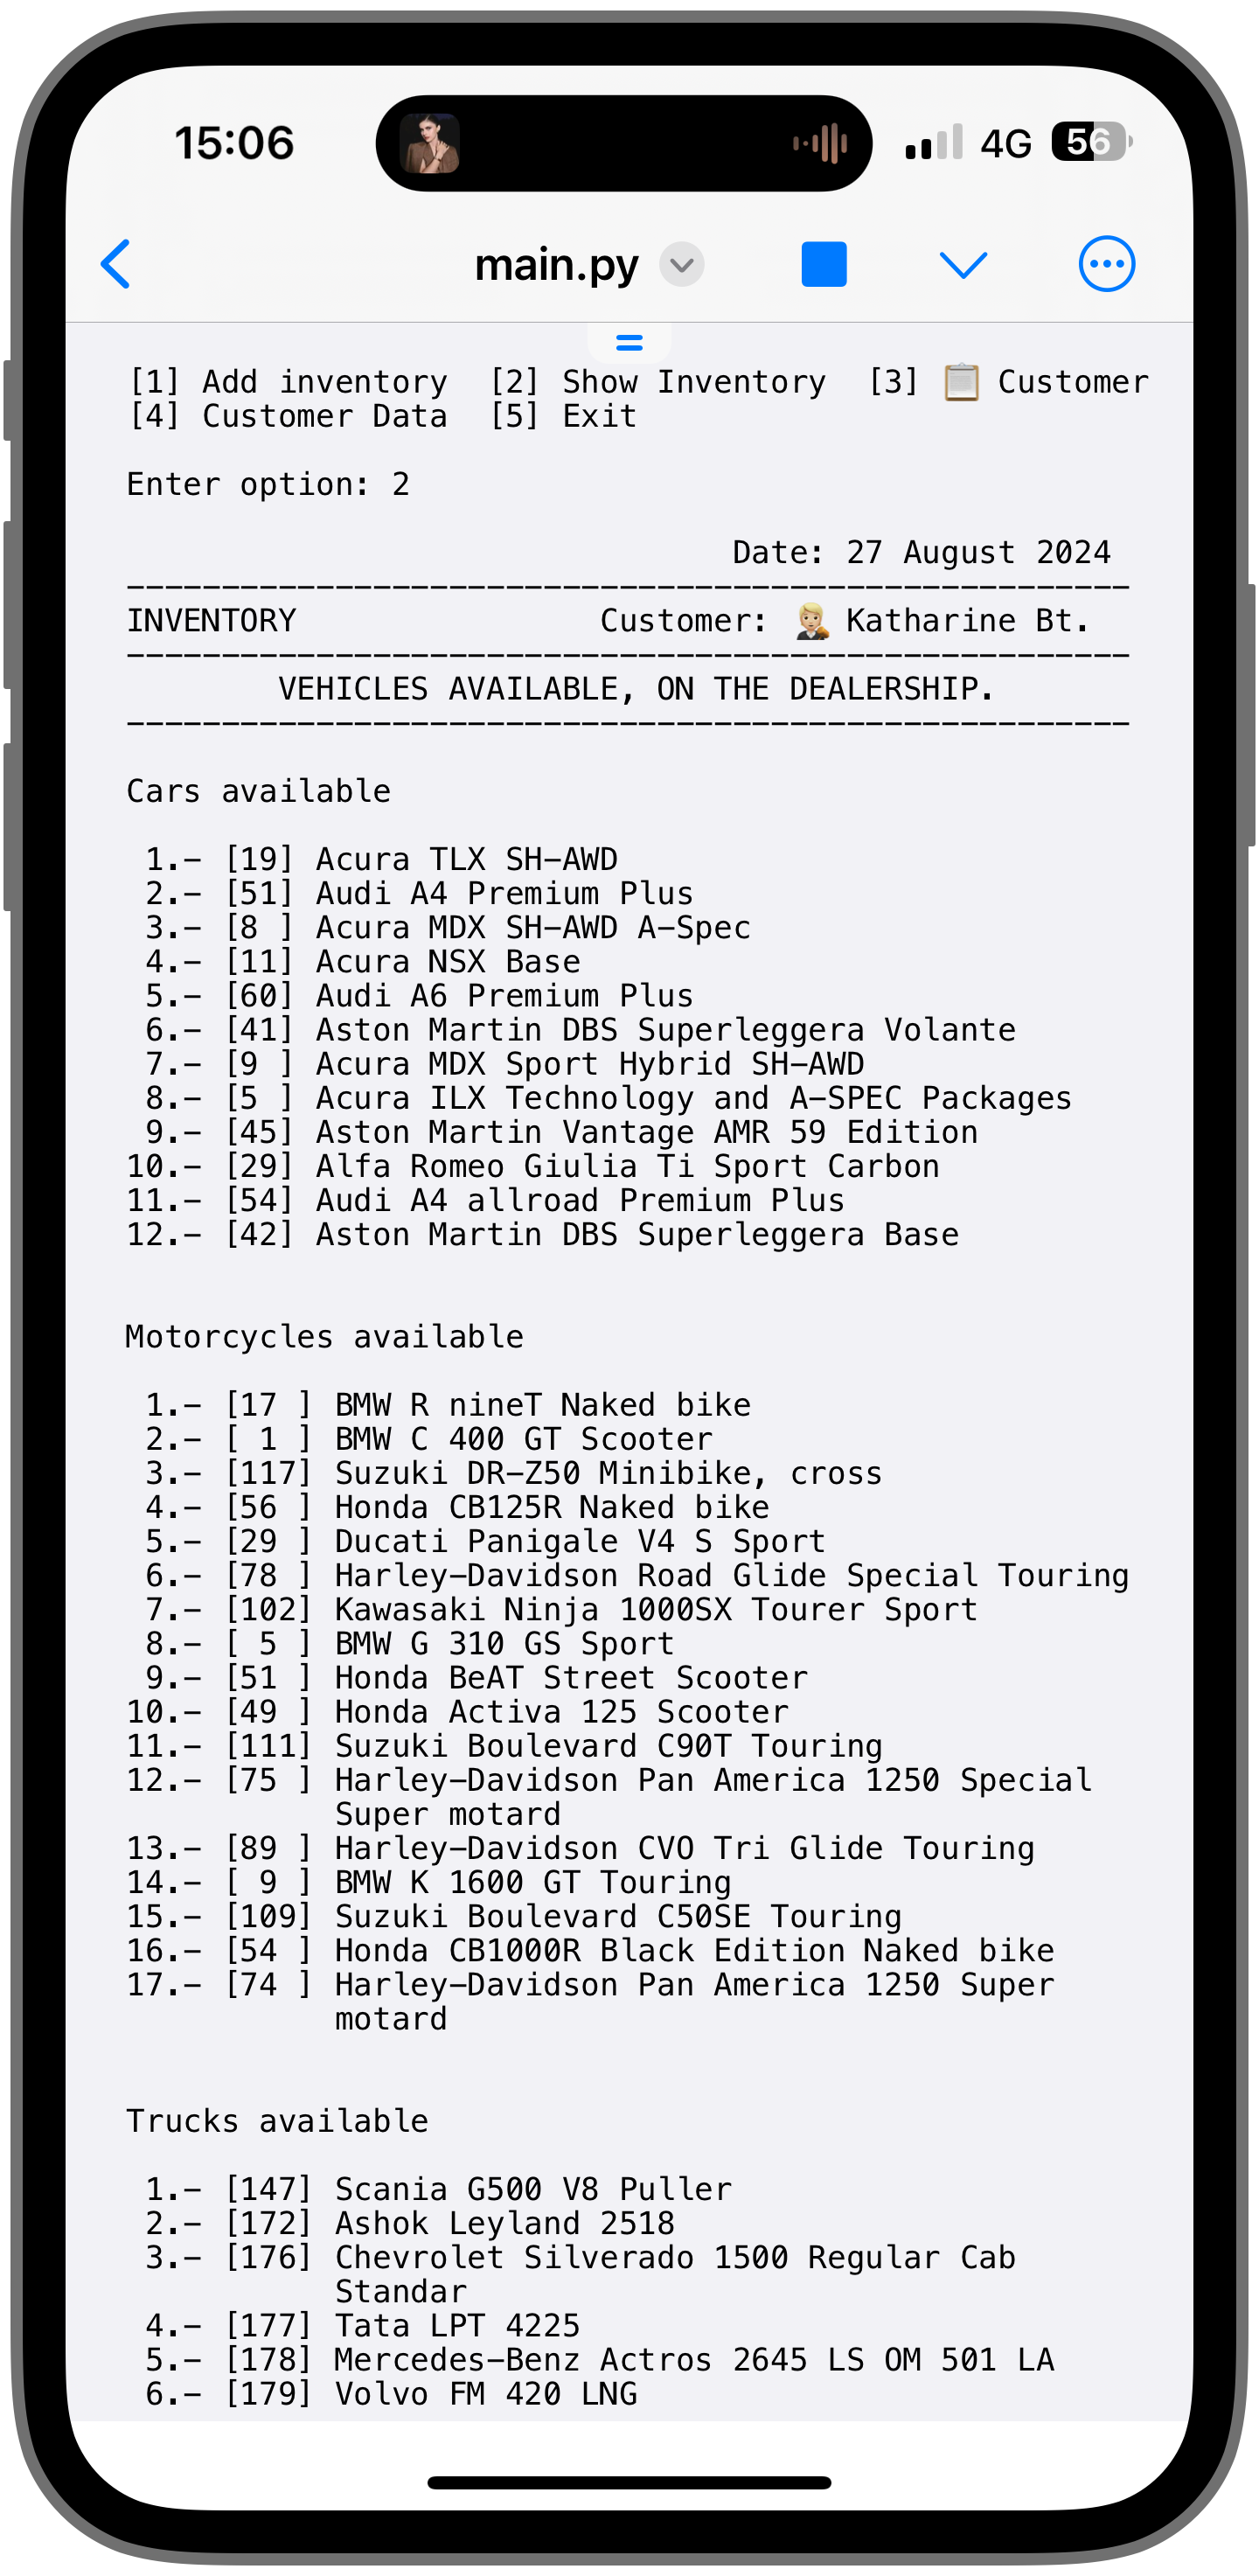 15:06 4G 56
main.py
[1] Add inventory [2] Show Inventory [3] 📋 Customer
[4] Customer Data [5] Exit
Enter option: 2
Date: 27 August 2024
-----------------------------------------------------
INVENTORY Customer: Katharine Bt.
-----------------------------------------------------
VEHICLES AVAILABLE, ON THE DEALERSHIP.
-----------------------------------------------------
Cars available
1.- [19] Acura TLX SH-AWD
2.- [51] Audi A4 Premium Plus
3.- [8 ] Acura MDX SH-AWD A-Spec
4.- [11] Acura NSX Base
5.- [60] Audi A6 Premium Plus
6.- [41] Aston Martin DBS Superleggera Volante
7.- [9 ] Acura MDX Sport Hybrid SH-AWD
8.- [5 ] Acura ILX Technology and A-SPEC Packages
9.- [45] Aston Martin Vantage AMR 59 Edition
10.- [29] Alfa Romeo Giulia Ti Sport Carbon
11.- [54] Audi A4 allroad Premium Plus
12.- [42] Aston Martin DBS Superleggera Base
Motorcycles available
1.- [17 ] BMW R nineT Naked bike
2.- [ 1 ] BMW C 400 GT Scooter
3.- [117] Suzuki DR-Z50 Minibike, cross
4.- [56 ] Honda CB125R Naked bike
5.- [29 ] Ducati Panigale V4 S Sport
6.- [78 ] Harley-Davidson Road Glide Special Touring
7.- [102] Kawasaki Ninja 1000SX Tourer Sport
8.- [ 5 ] BMW G 310 GS Sport
9.- [51 ] Honda BeAT Street Scooter
10.- [49 ] Honda Activa 125 Scooter
11.- [111] Suzuki Boulevard C90T Touring
12.- [75 ] Harley-Davidson Pan America 1250 Special
Super motard
13.- [89 ] Harley-Davidson CVO Tri Glide Touring
14.- [ 9 ] BMW K 1600 GT Touring
15.- [109] Suzuki Boulevard C50SE Touring
16.- [54 ] Honda CB1000R Black Edition Naked bike
17.- [74 ] Harley-Davidson Pan America 1250 Super
motard
Trucks available
1.- [147] Scania G500 V8 Puller
2.- [172] Ashok Leyland 2518
3.- [176] Chevrolet Silverado 1500 Regular Cab
Standar
4.- [177] Tata LPT 4225
5.- [178] Mercedes-Benz Actros 2645 LS OM 501 LA
6.- [179] Volvo FM 420 LNG